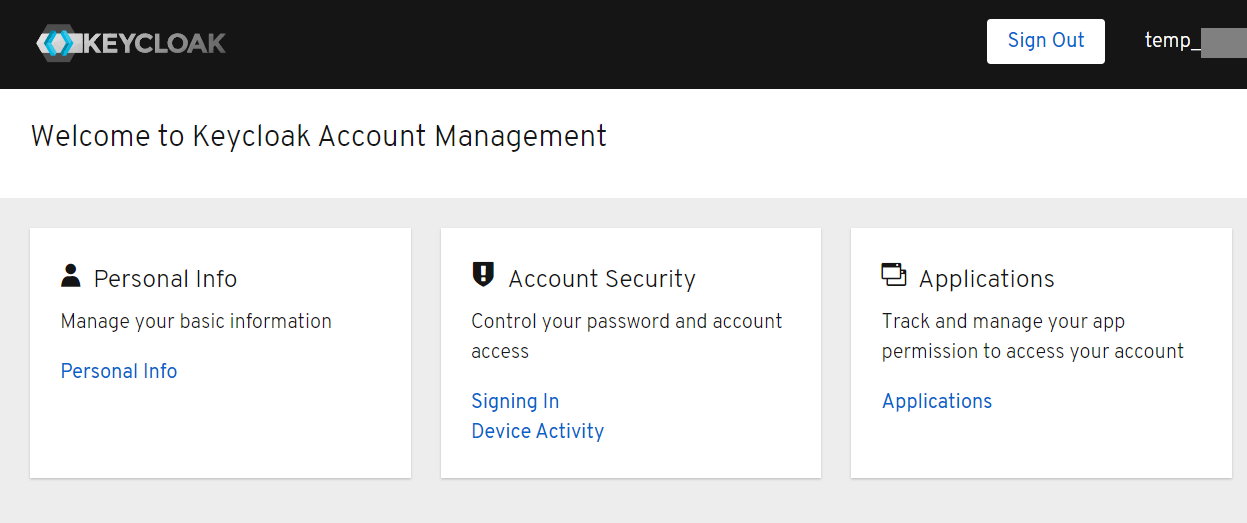 KEYCLOAK
Sign Out
temp_
Welcome to Keycloak Account Management
Personal Info
Manage your basic information
Personal Info
Account Security
Control your password and account
access
Signing In
Device Activity
Applications
Track and manage your app
permission to access your account
Applications